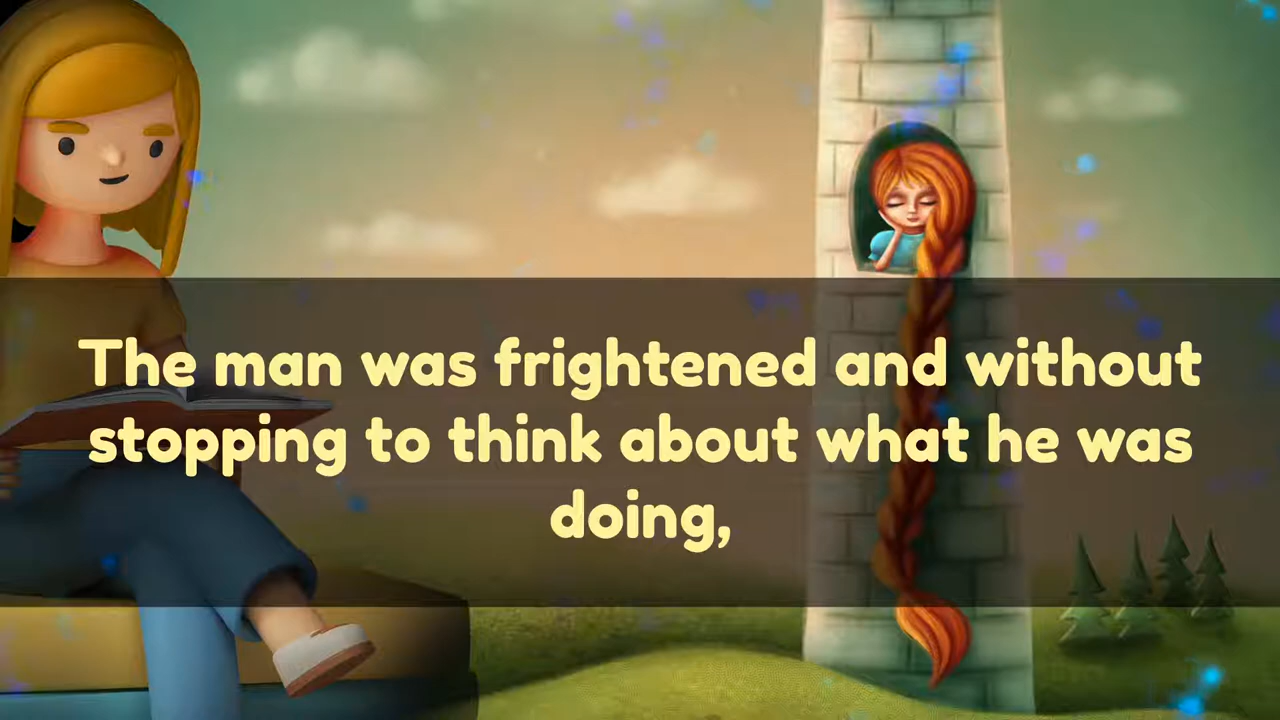 The man was frightened and without
stopping to think about what he was
doing,